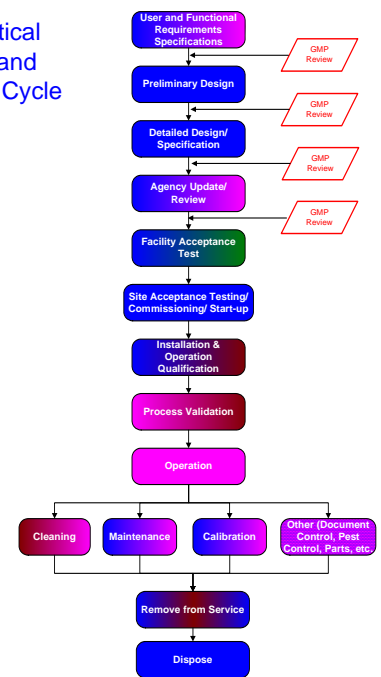 tical
and
Cycle
User and Functional
Requirements
Specifications
GMP
Review
Preliminary Design
GMP
Review
Detailed Design/
Specification
GMP
Review
Agency Update/
Review
GMP
Review
Facility Acceptance
Test
Site Acceptance Testing/
Commissioning/ Start-up
Installation &
Operation
Qualification
Process Validation
Operation
Cleaning
Maintenance
Calibration
Other (Document
Control, Pest
Control, Parts, etc.
Remove from Service
Dispose